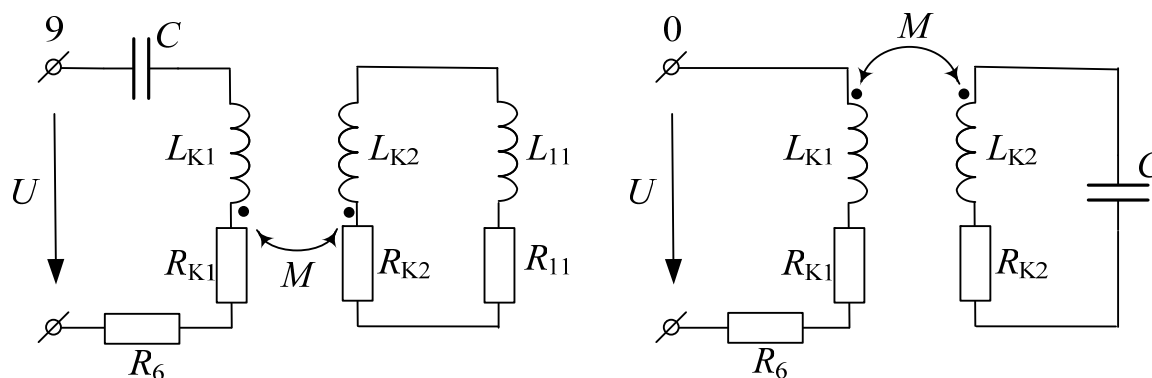 9
C
U
L_K1
L_K2
L_11
R_K1
M
R_K2
R_11
R_6
0
M
U
L_K1
L_K2
C
R_K1
R_K2
R_6